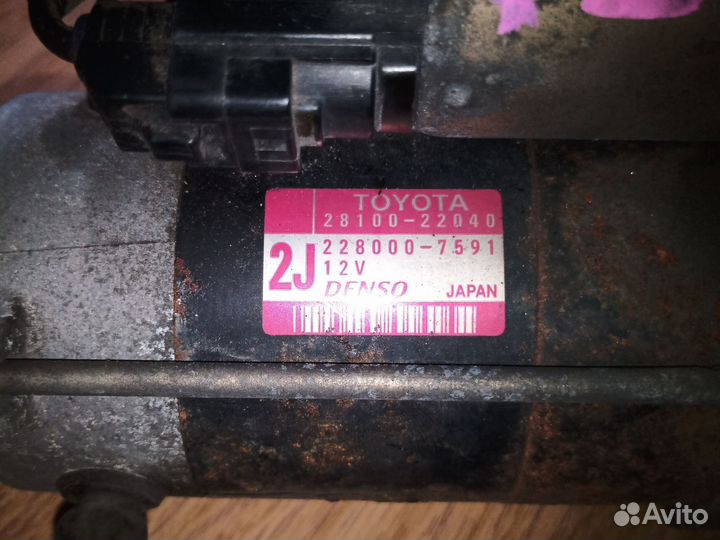 TOYOTA
28100-22040
2J
228000-7591
12V
DENSO JAPAN
Avito